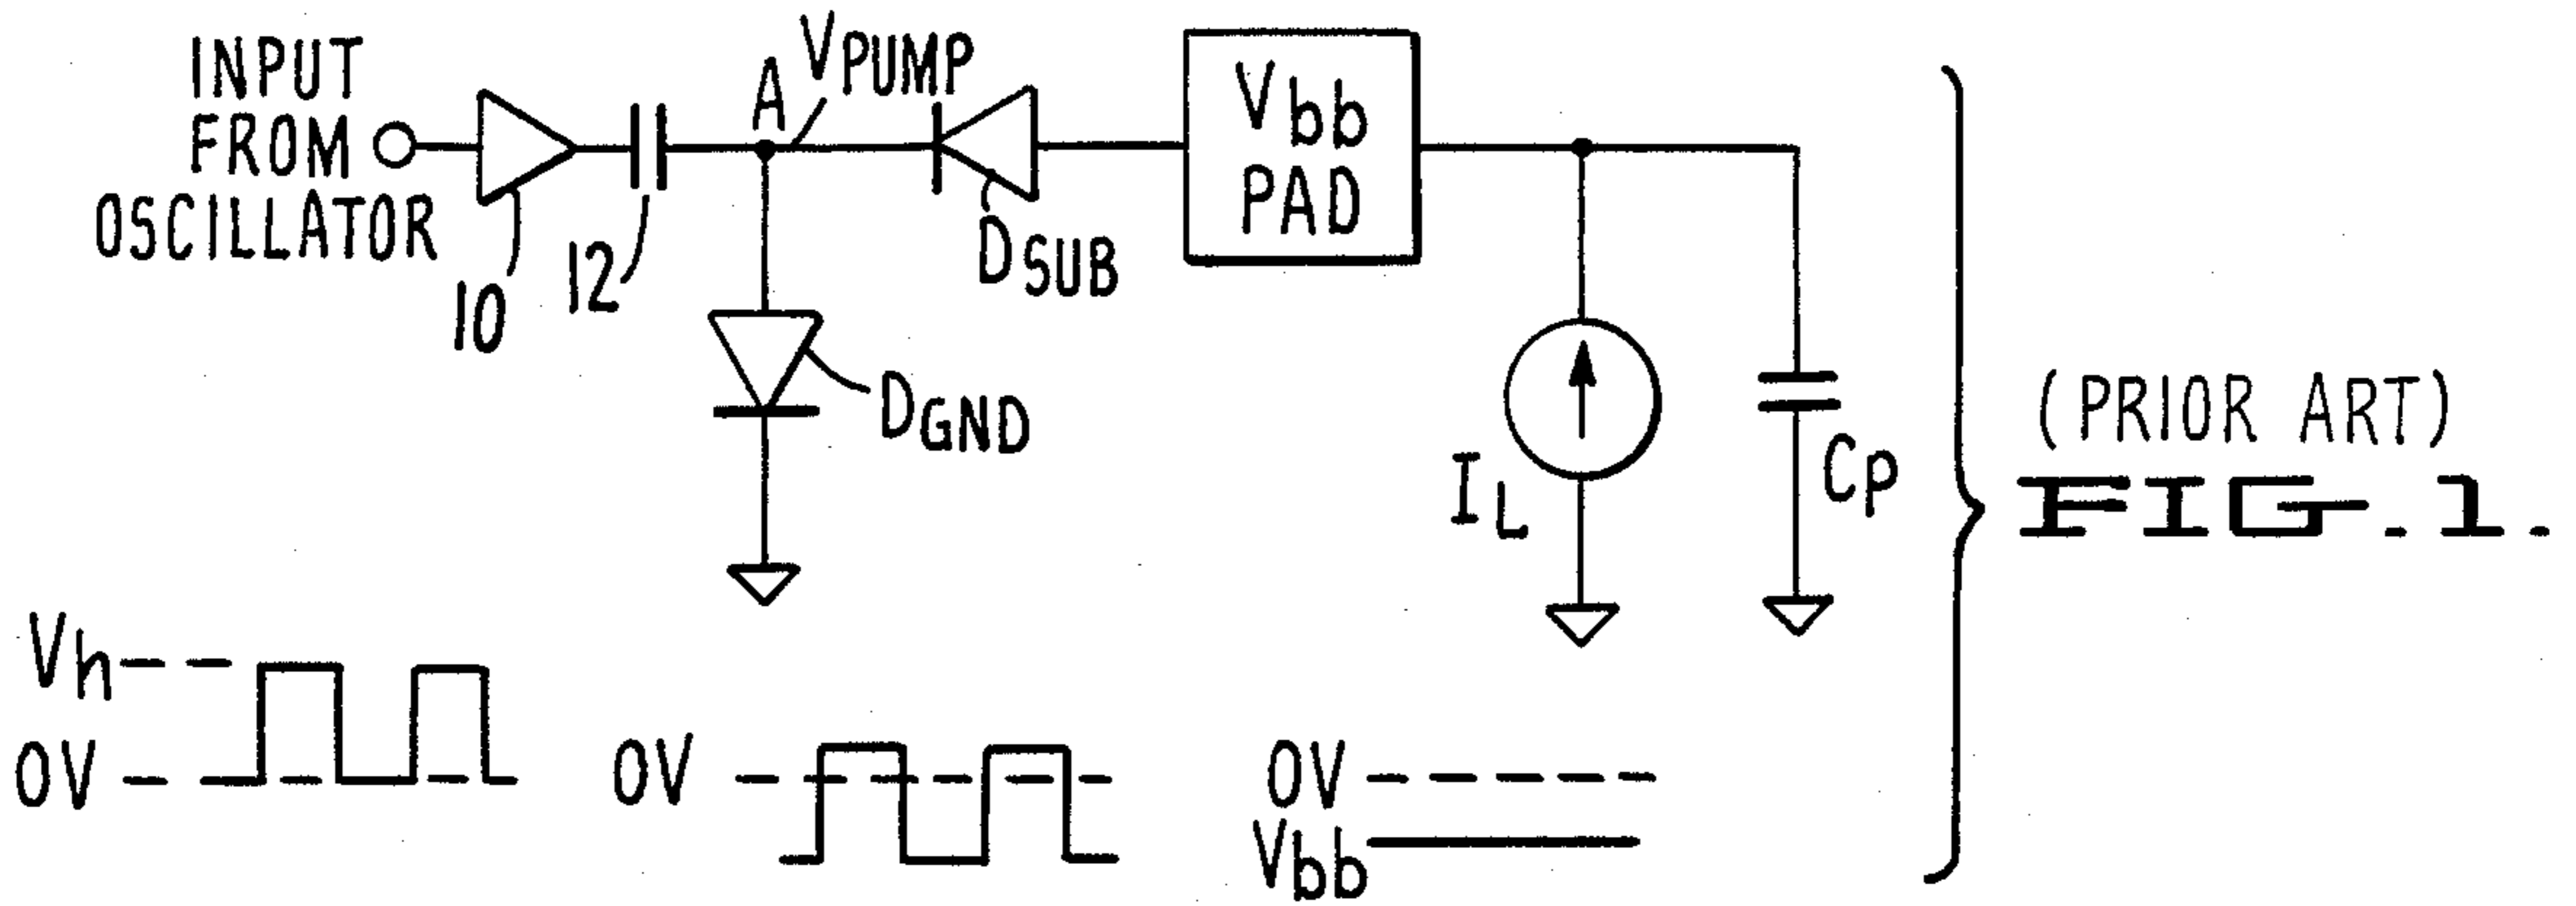 INPUT
FROM
OSCILLATOR
10
12
A
VPUMP
DSUB
DGND
Vbb
PAD
IL
CP
(PRIOR ART)
FIG.1.
Vh
0V
0V
0V
Vbb